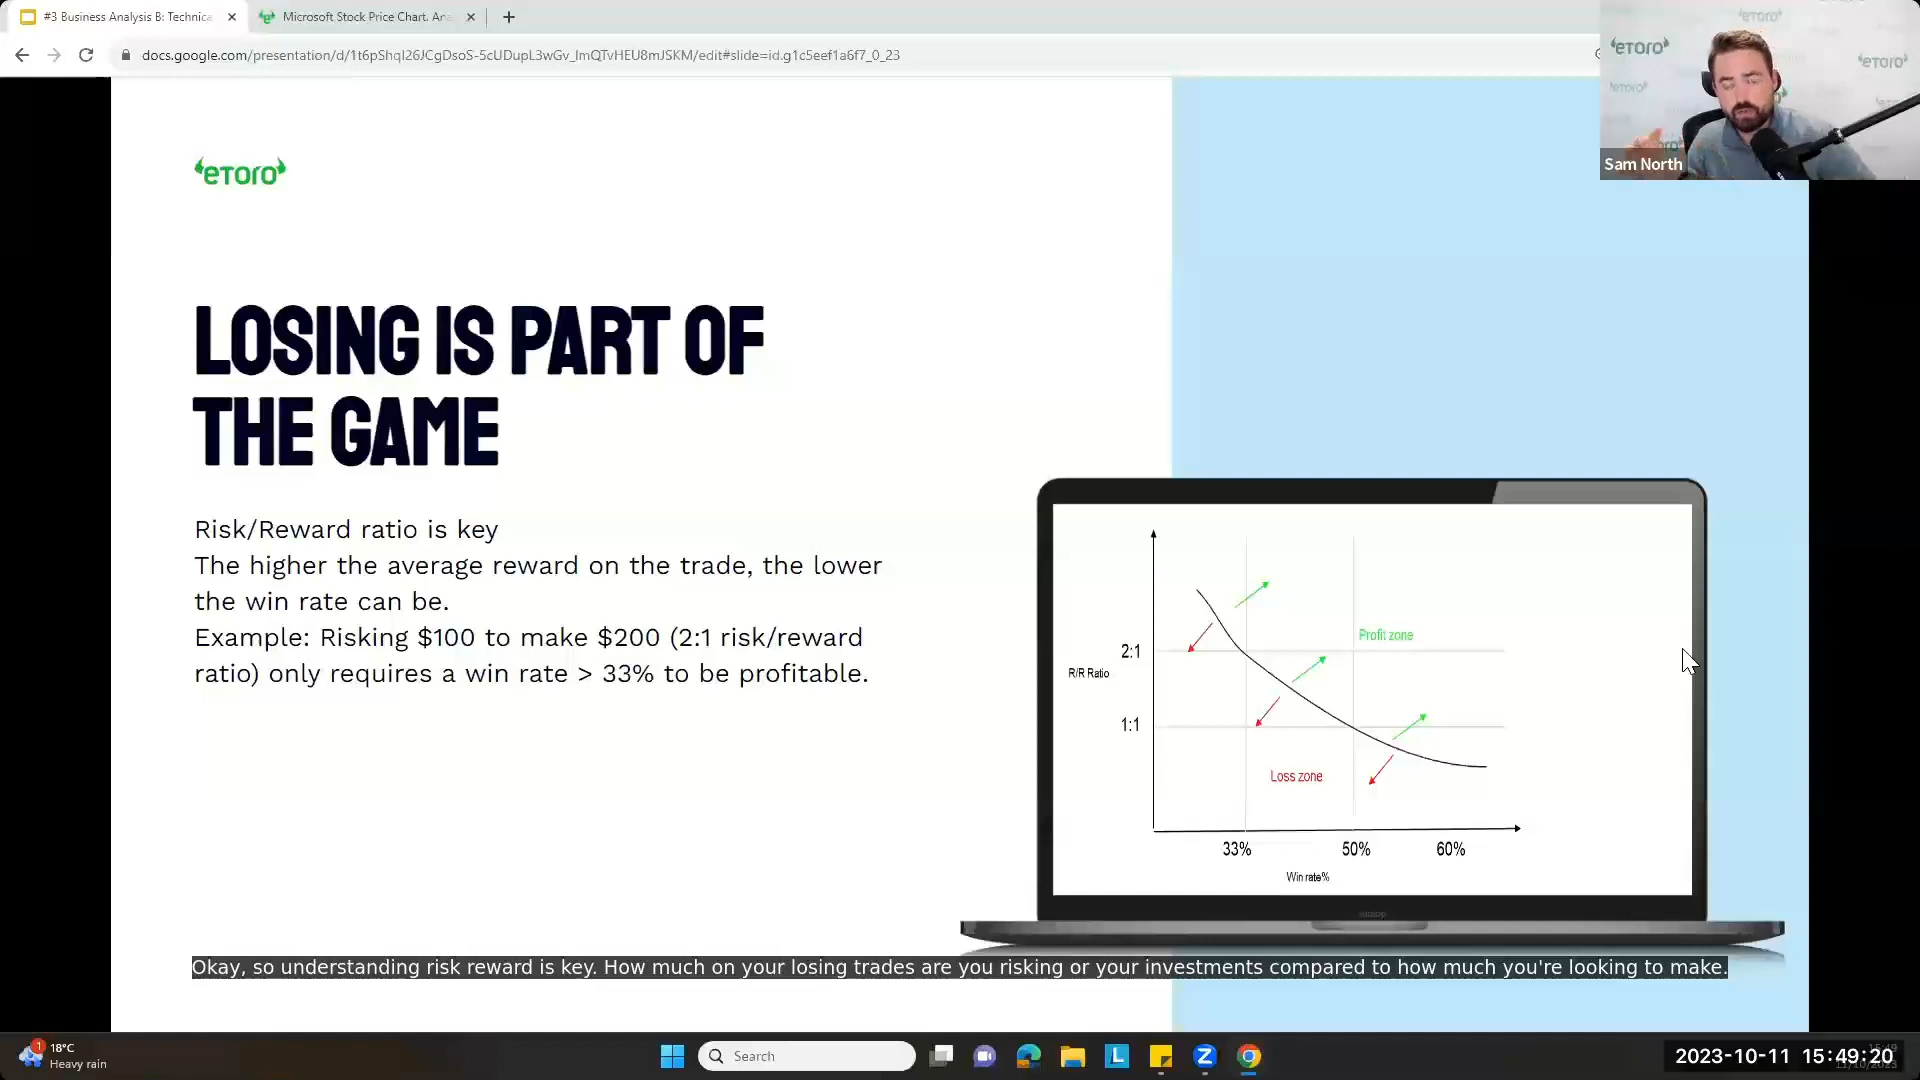 #3 Business Analysis B: Technica
Microsoft Stock Price Chart. Ana
docs.google.com/presentation/d/1t6pShqI26JCgDsoS-5cUDupL3wGv_lmQTvHEU8mJSKM/edit#slide=id.g1c5eef1a6f7_0_23
eTORO
eTORO
eTORO
Sam North
eTORO
LOSING IS PART OF
THE GAME
Risk/Reward ratio is key
The higher the average reward on the trade, the lower
the win rate can be.
Example: Risking $100 to make $200 (2:1 risk/reward
ratio) only requires a win rate > 33% to be profitable.
Profit zone
2:1
R/R Ratio
1:1
Loss zone
33%
50%
60%
Win rate%
Okay, so understanding risk reward is key. How much on your losing trades are you risking or your investments compared to how much you're looking to make.
1
18°C
Heavy rain
Search
2023-10-11 15:49:20